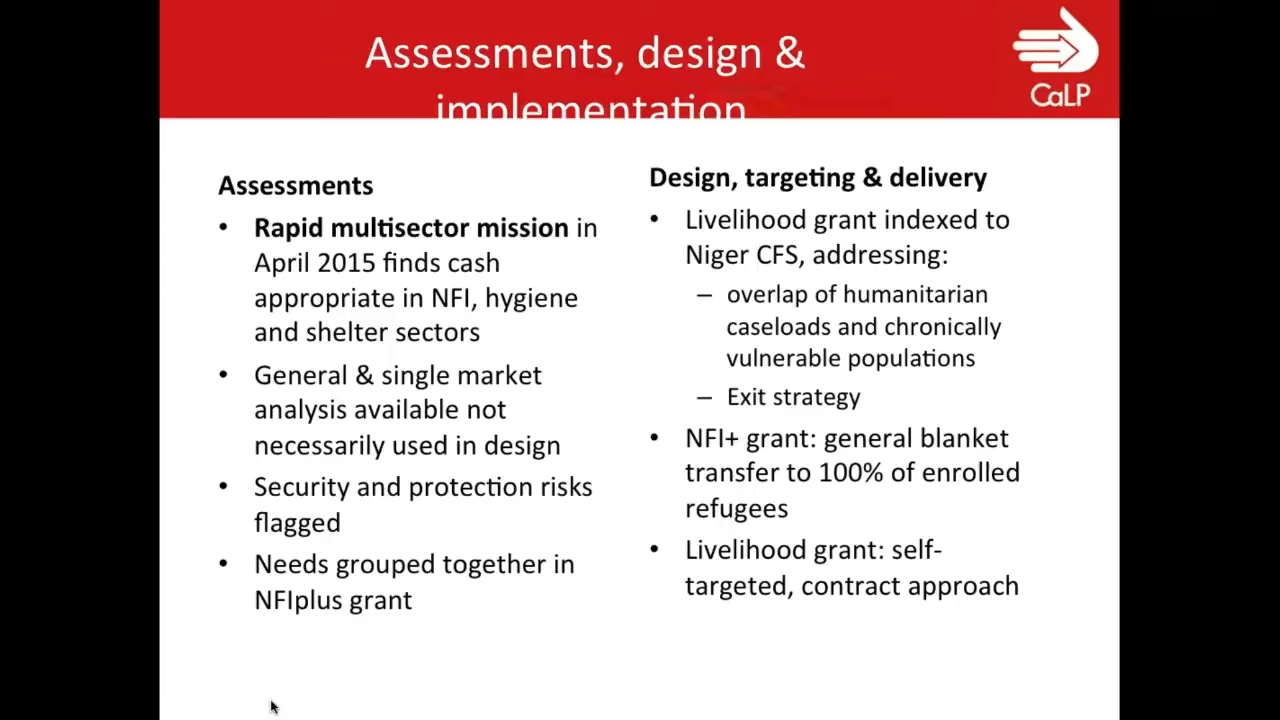 Assessments, design &
implementation
CaLP
Assessments
• Rapid multisector mission in
April 2015 finds cash
appropriate in NFI, hygiene
and shelter sectors
• General & single market
analysis available not
necessarily used in design
• Security and protection risks
flagged
• Needs grouped together in
NFIplus grant
Design, targeting & delivery
• Livelihood grant indexed to
Niger CFS, addressing:
– overlap of humanitarian
caseloads and chronically
vulnerable populations
– Exit strategy
• NFI+ grant: general blanket
transfer to 100% of enrolled
refugees
• Livelihood grant: self-
targeted, contract approach